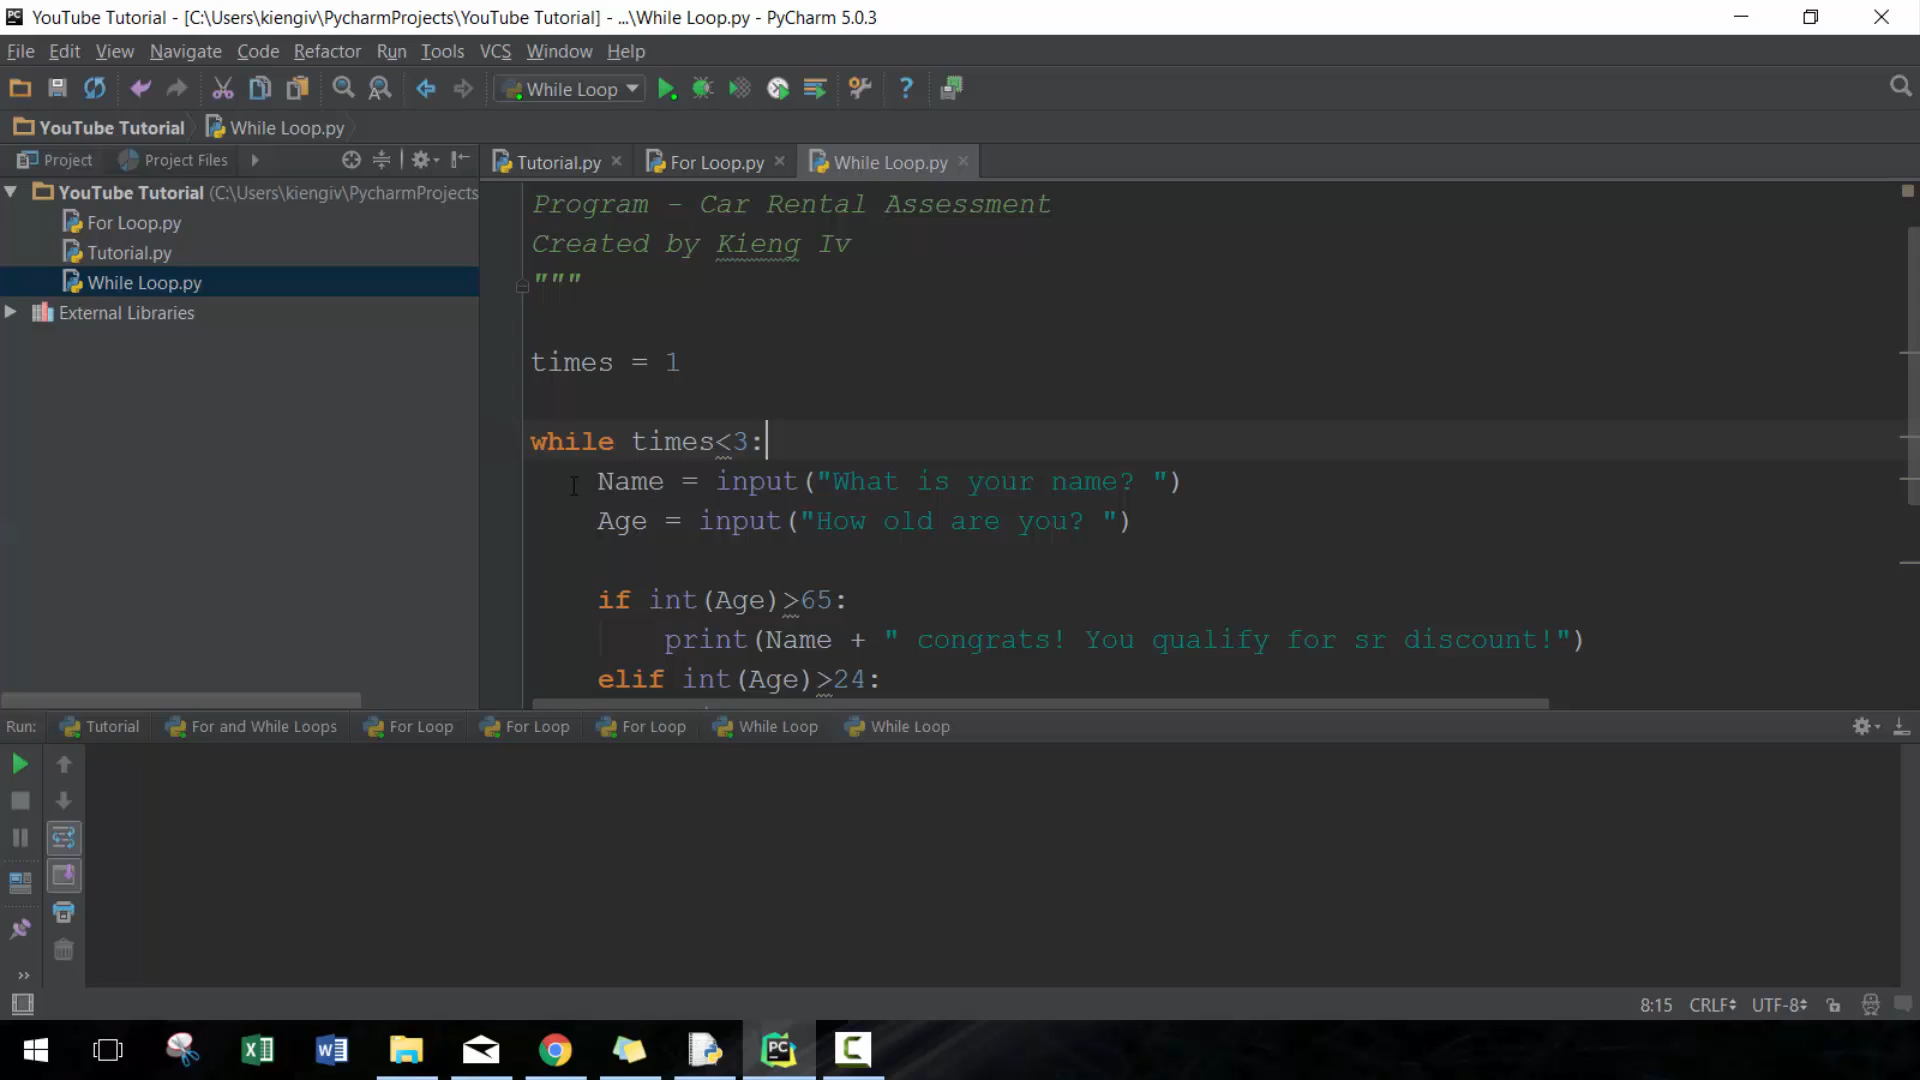 YouTube Tutorial - [C:\Users\kiengiv\PycharmProjects\YouTube Tutorial] - ...\While Loop.py - PyCharm 5.0.3
File Edit View Navigate Code Refactor Run Tools VCS Window Help
While Loop
YouTube Tutorial While Loop.py
Project Project Files
Tutorial.py For Loop.py While Loop.py
YouTube Tutorial (C:\Users\kiengiv\PycharmProjects
For Loop.py
Tutorial.py
While Loop.py
External Libraries
Program - Car Rental Assessment
Created by Kieng Iv
"""
times = 1
while times<3:
Name = input("What is your name? ")
Age = input("How old are you? ")
if int(Age)>65:
print(Name + " congrats! You qualify for sr discount!")
elif int(Age)>24:
Run: Tutorial For and While Loops For Loop For Loop For Loop While Loop While Loop
8:15 CRLF UTF-8